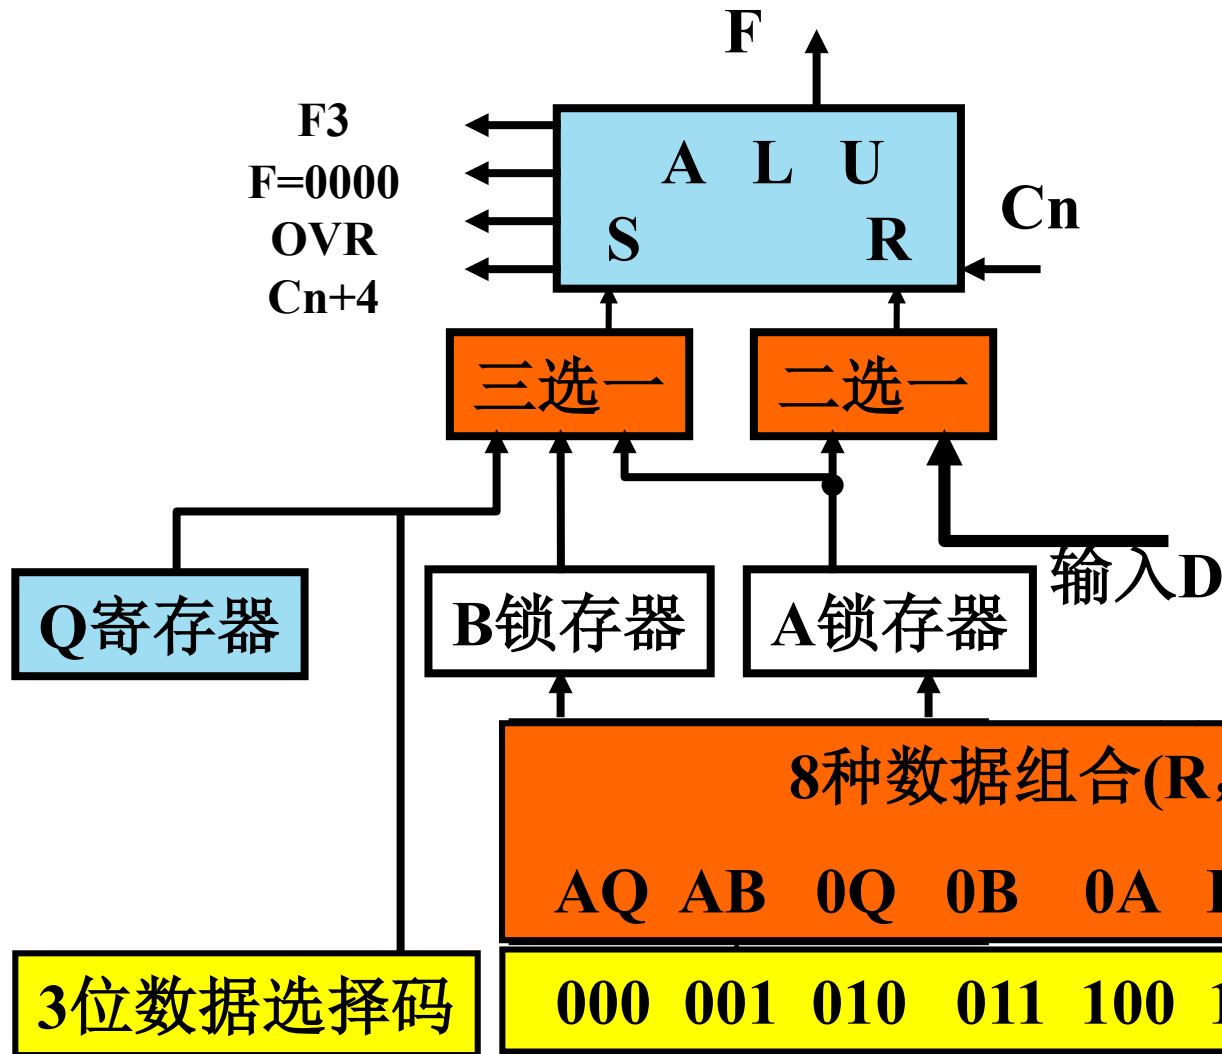 F
F3
F=0000
OVR
Cn+4
A L U
S R
Cn
三选一
二选一
输入D
Q寄存器
B锁存器
A锁存器
8种数据组合(R,
AQ AB 0Q 0B 0A
3位数据选择码
000 001 010 011 100 1